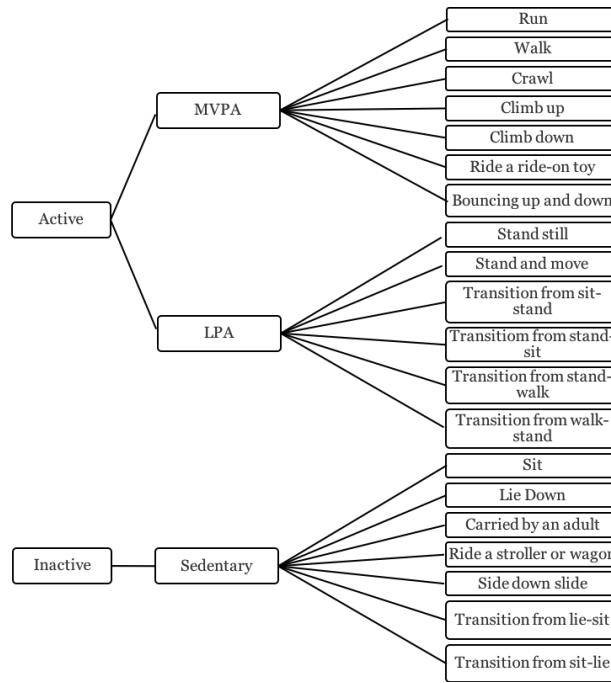 Run
Walk
Crawl
Climb up
Climb down
Ride a ride-on toy
Bouncing up and down
MVPA
Active
LPA
Stand still
Stand and move
Transition from sit-
stand
Transitiom from stand-
sit
Transition from stand-
walk
Transition from walk-
stand
Sit
Lie Down
Carried by an adult
Ride a stroller or wagon
Side down slide
Transition from lie-sit
Transition from sit-lie
Inactive
Sedentary